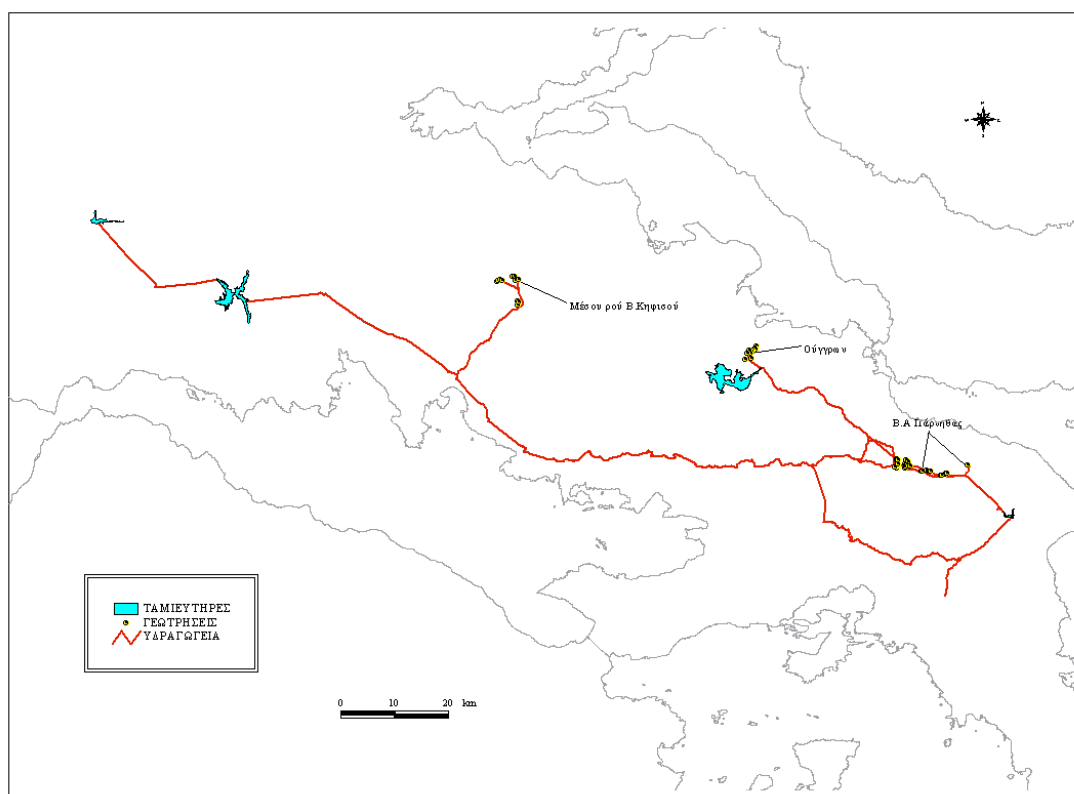 Μέσου ρού Β.Κηφισού
Ούγγρων
Β.Α Πάρνηθας
ΤΑΜΙΕΥΤΗΡΕΣ
ΓΕΩΤΡΗΣΕΙΣ
ΥΔΡΑΓΩΓΕΙΑ
0 10 20 km